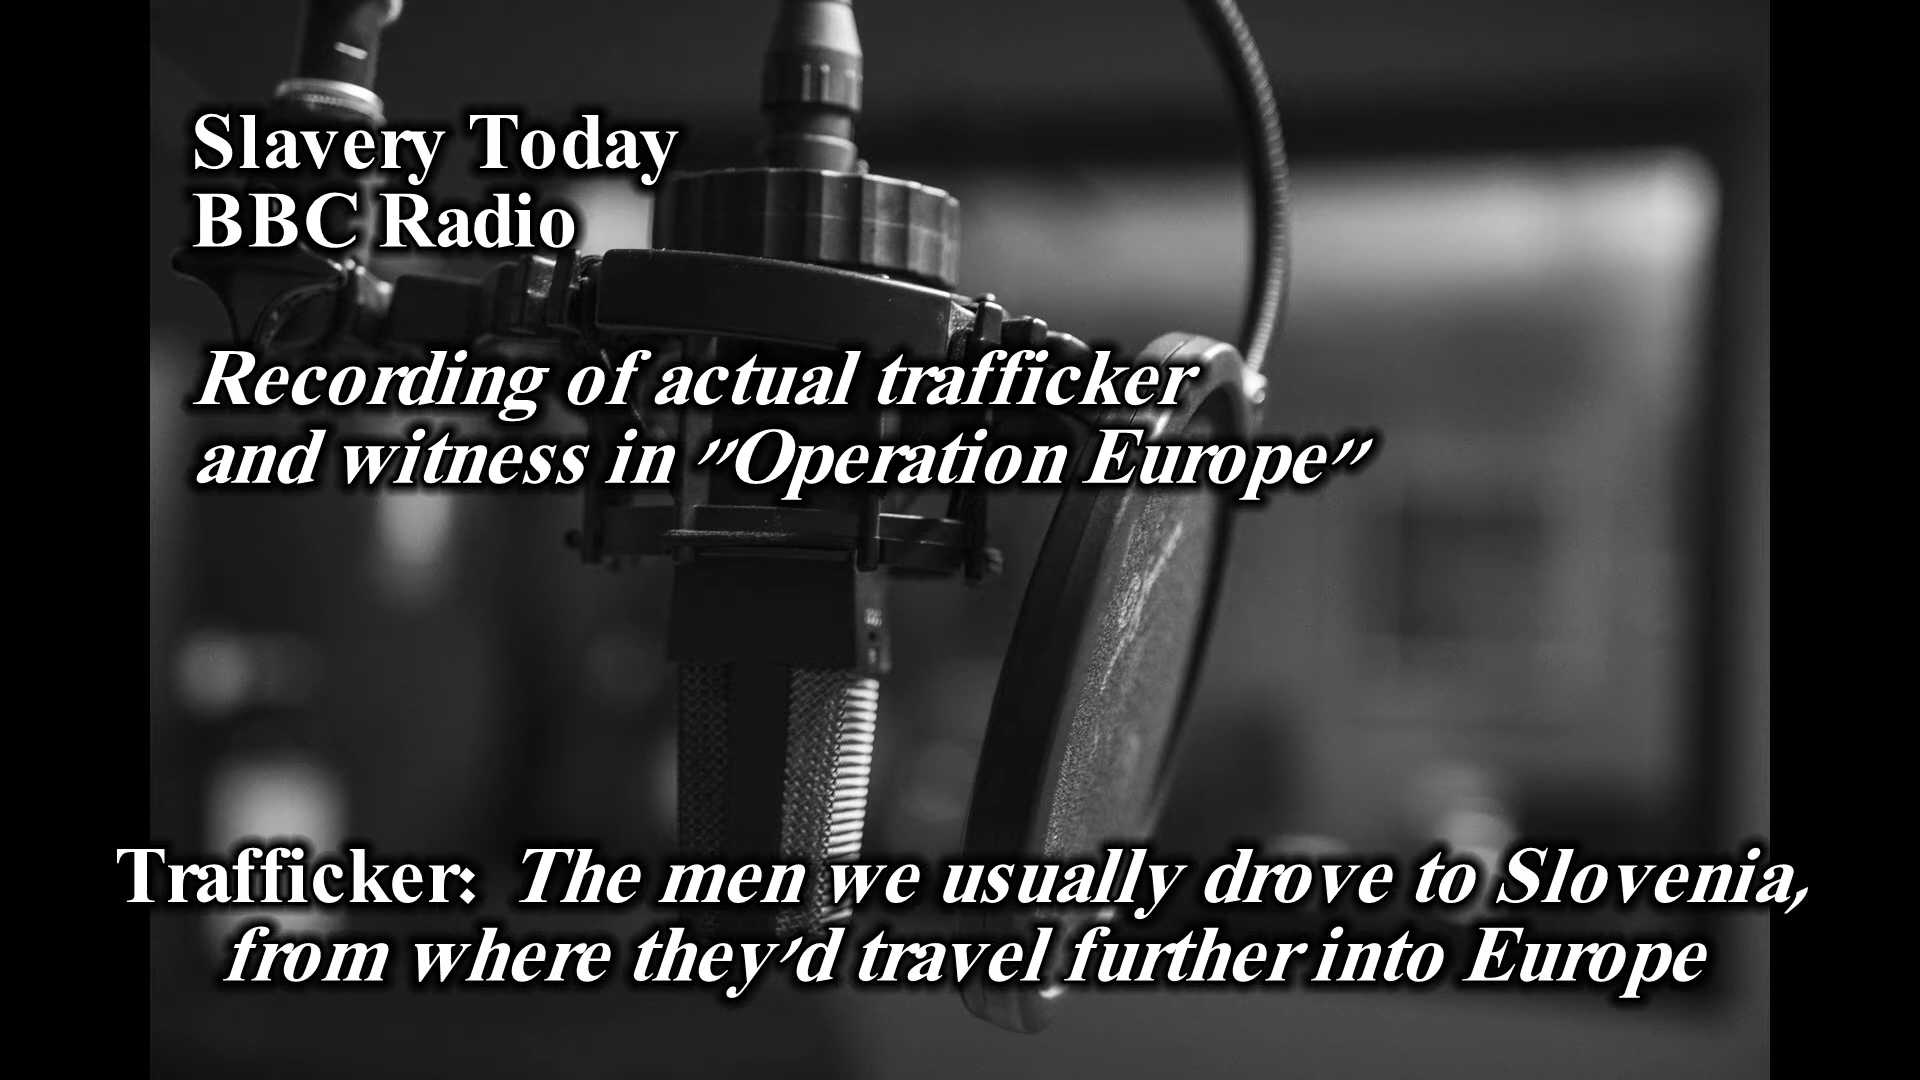 Slavery Today
BBC Radio
Recording of actual trafficker
and witness in "Operation Europe"
Trafficker: The men we usually drove to Slovenia,
from where they'd travel further into Europe